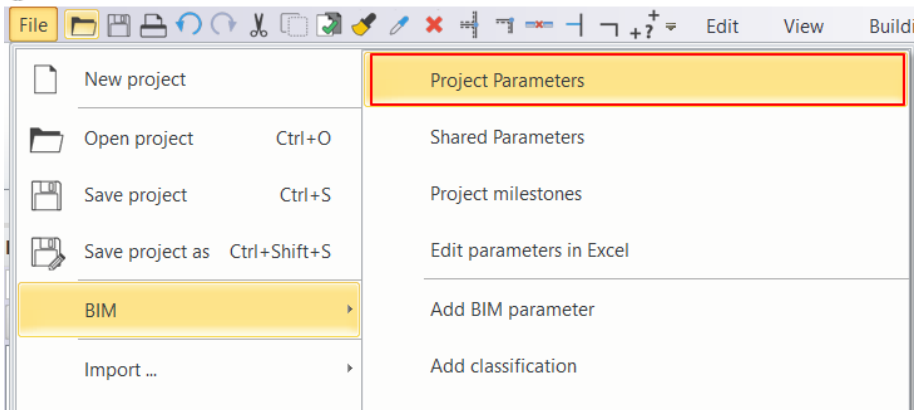 File Edit View Buildi
New project
Open project Ctrl+O
Save project Ctrl+S
Save project as Ctrl+Shift+S
BIM
Import ...
Project Parameters
Shared Parameters
Project milestones
Edit parameters in Excel
Add BIM parameter
Add classification